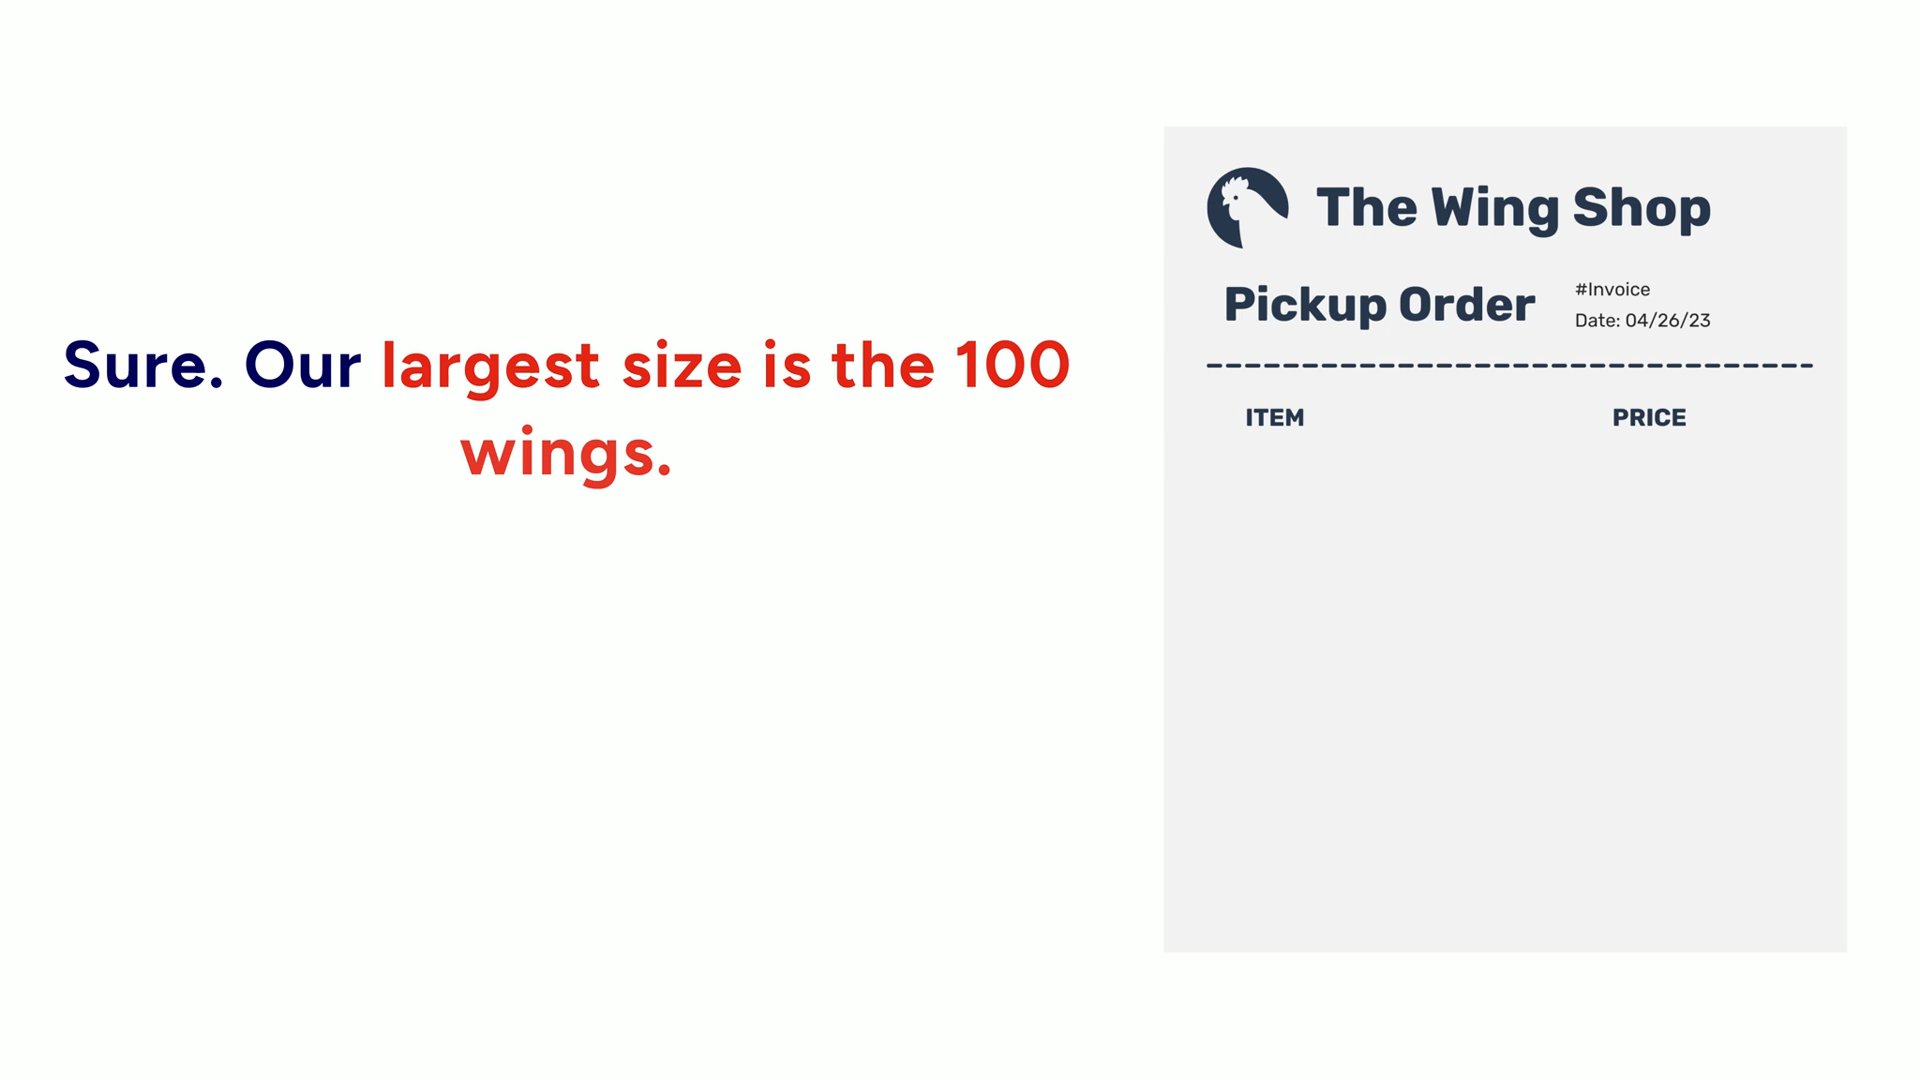 Sure. Our largest size is the 100
wings.
The Wing Shop
Pickup Order
#Invoice
Date: 04/26/23
ITEM PRICE